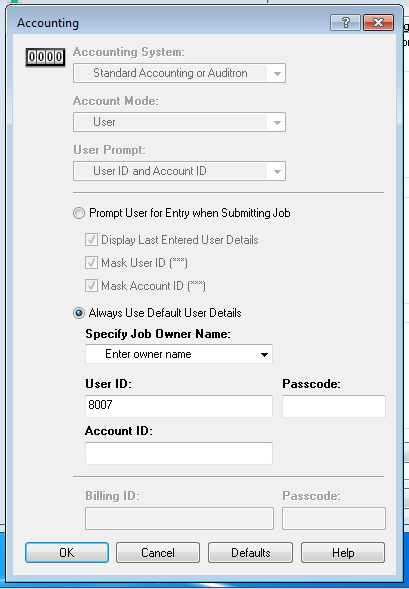 Accounting
?
0000
Accounting System:
Standard Accounting or Auditron
Account Mode:
User
User Prompt:
User ID and Account ID
Prompt User for Entry when Submitting Job
Display Last Entered User Details
Mask User ID (***)
Mask Account ID (***)
Always Use Default User Details
Specify Job Owner Name:
Enter owner name
User ID: Passcode:
8007
Account ID:
Billing ID: Passcode:
OK Cancel Defaults Help